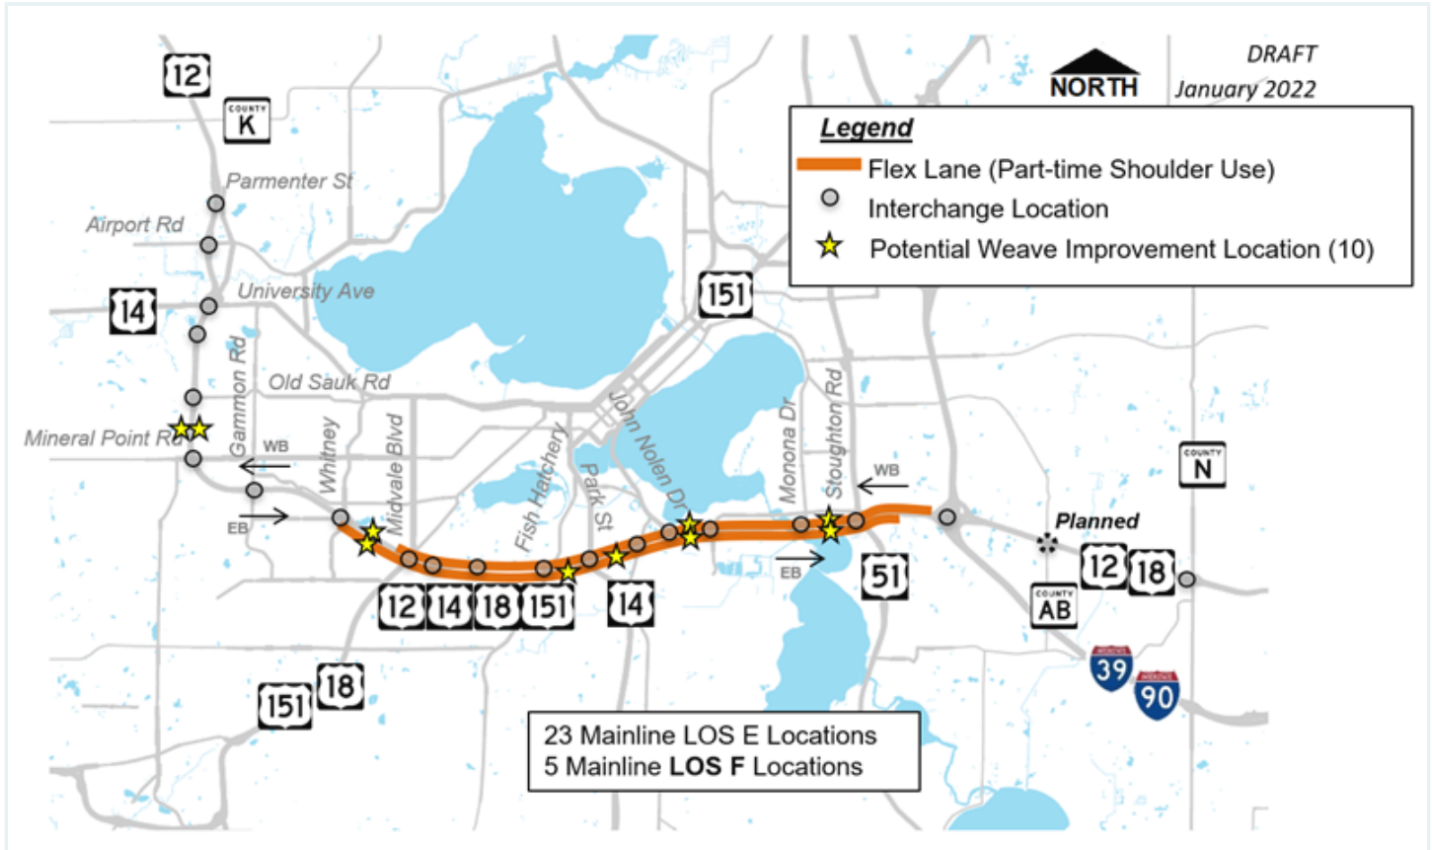 DRAFT
January 2022
NORTH
Legend
Flex Lane (Part-time Shoulder Use)
Interchange Location
Potential Weave Improvement Location (10)
12
COUNTY
K
Parmenter St
Airport Rd
University Ave
14
151
Gammon Rd
Old Sauk Rd
Mineral Point Rd
WB
EB
Whitney
Midvale Blvd
Fish Hatchery
Park St
John Nolen Dr
Monona Dr
Stoughton Rd
WB
EB
COUNTY
N
Planned
12
18
COUNTY
AB
51
12
14
18
151
14
18
151
39
90
23 Mainline LOS E Locations
5 Mainline LOS F Locations